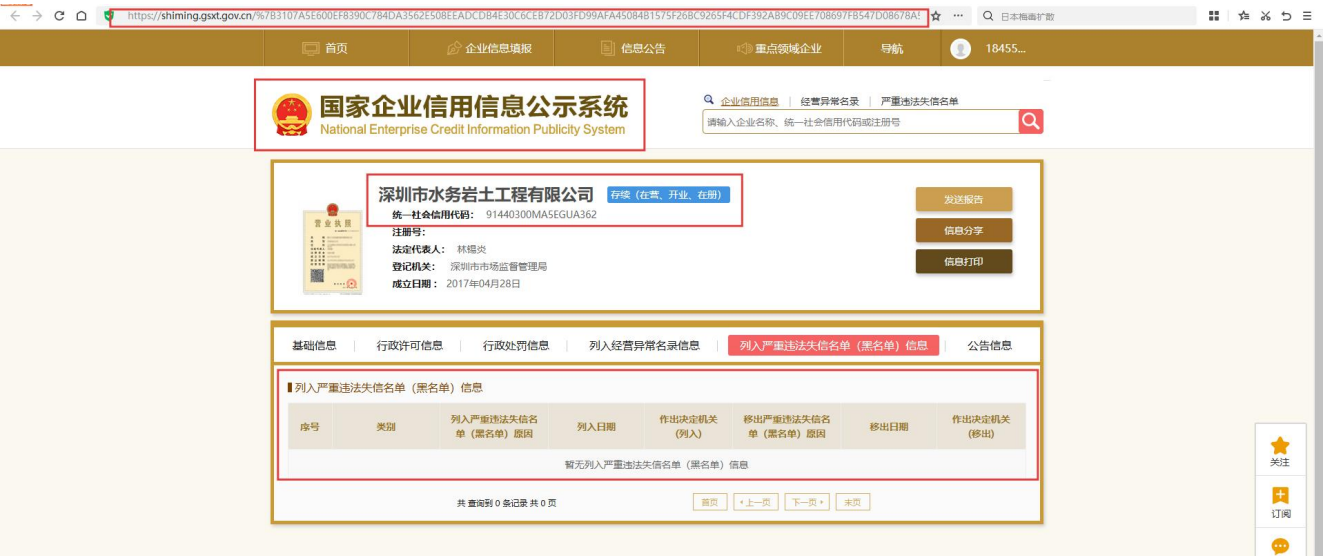 https://shiming.gsxt.gov.cn/%7B3107A5E600EF8390C784DA3562E508EEADCDB4E30C6CEB72D03FD99AFA45084B1575F26BC9265F4CDF392AB9C09EE708697FB547D08678A5
日本梅毒扩散
首页 企业信息填报 信息公告 重点领域企业 导航 18455...
国家企业信用信息公示系统
National Enterprise Credit Information Publicity System
企业信用信息 | 经营异常名录 | 严重违法失信名单
请输入企业名称、统一社会信用代码或注册号
深圳市水务岩土工程有限公司 存续（在营、开业、在册）
统一社会信用代码： 91440300MA5EGUA362
注册号：
法定代表人： 林锡炎
登记机关： 深圳市市场监督管理局
成立日期： 2017年04月28日
营业执照
发送报告
信息分享
信息打印
基础信息 | 行政许可信息 | 行政处罚信息 | 列入经营异常名录信息 列入严重违法失信名单（黑名单）信息 公告信息
列入严重违法失信名单（黑名单）信息
序号 类别 列入严重违法失信名单（黑名单）原因 列入日期 作出决定机关(列入) 移出严重违法失信名单（黑名单）原因 移出日期 作出决定机关(移出)
暂无列入严重违法失信名单（黑名单）信息
共 查询到 0 条记录 共 0 页 首页 上一页 下一页 末页
关注
订阅